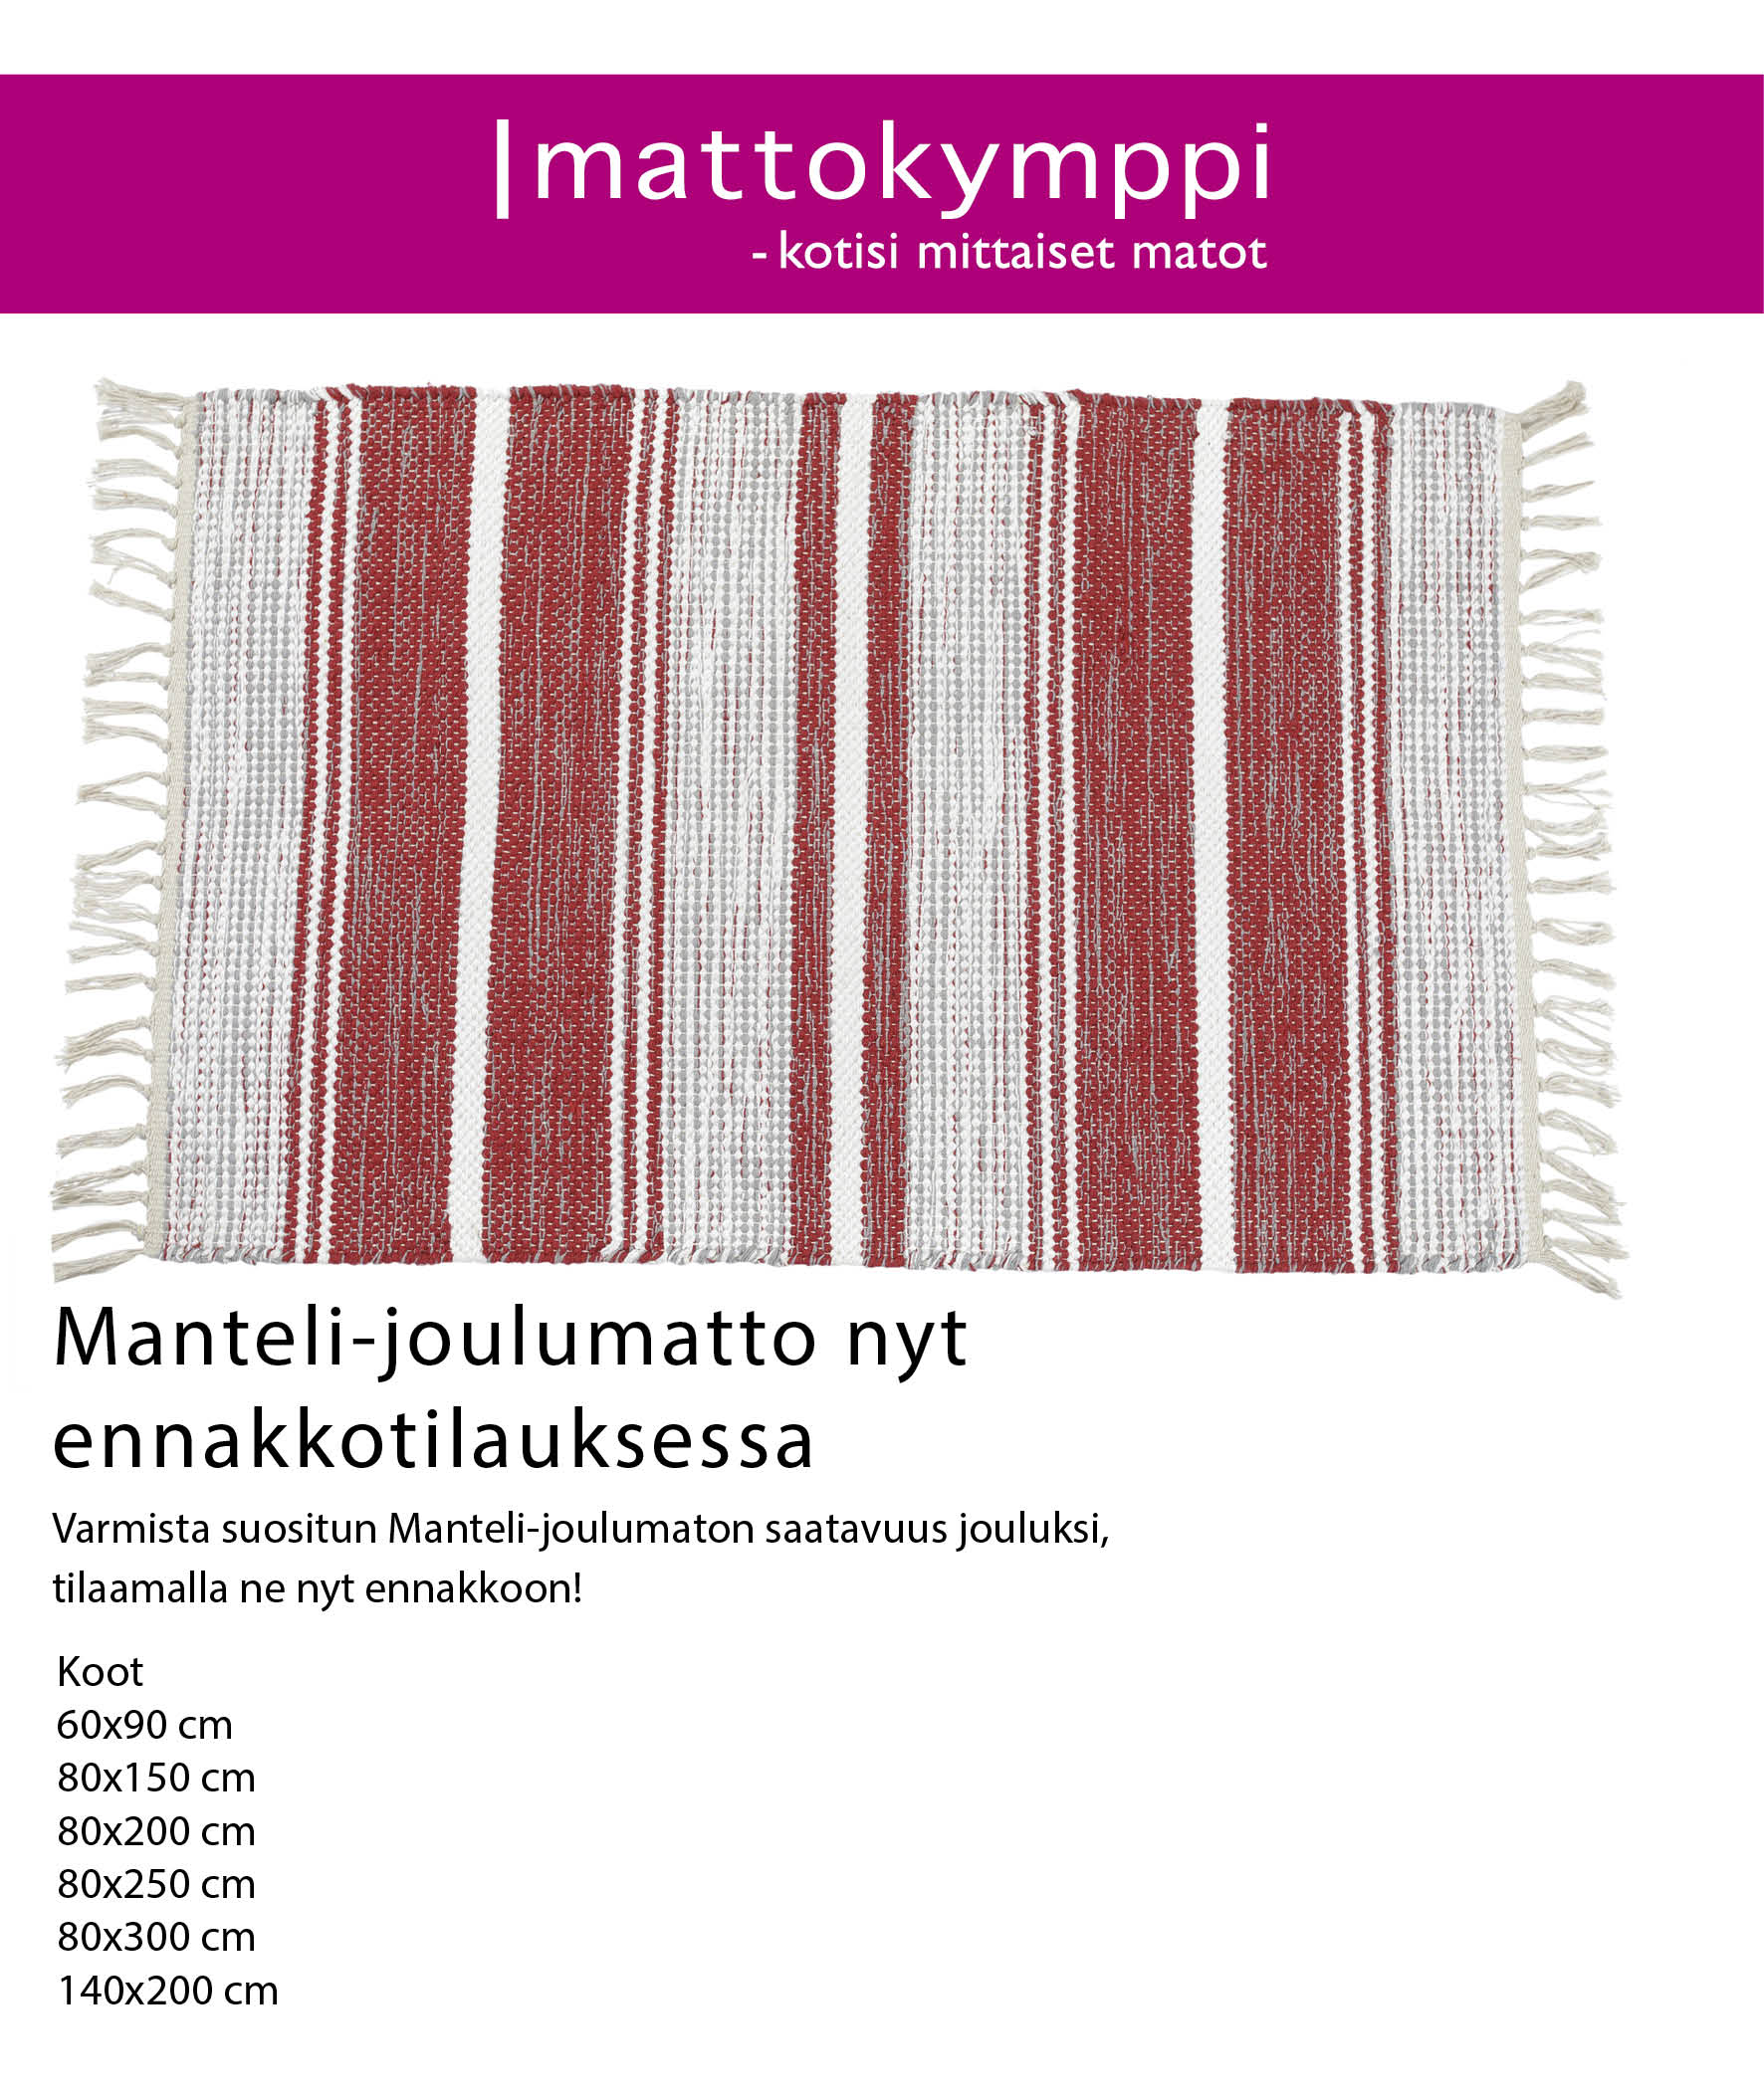 |mattokymppi
- kotisi mittaiset matot
Manteli-joulumatto nyt
ennakkotilauksessa
Varmista suositun Manteli-joulumaton saatavuus jouluksi,
tilaamalla ne nyt ennakkoon!
Koot
60x90 cm
80x150 cm
80x200 cm
80x250 cm
80x300 cm
140x200 cm